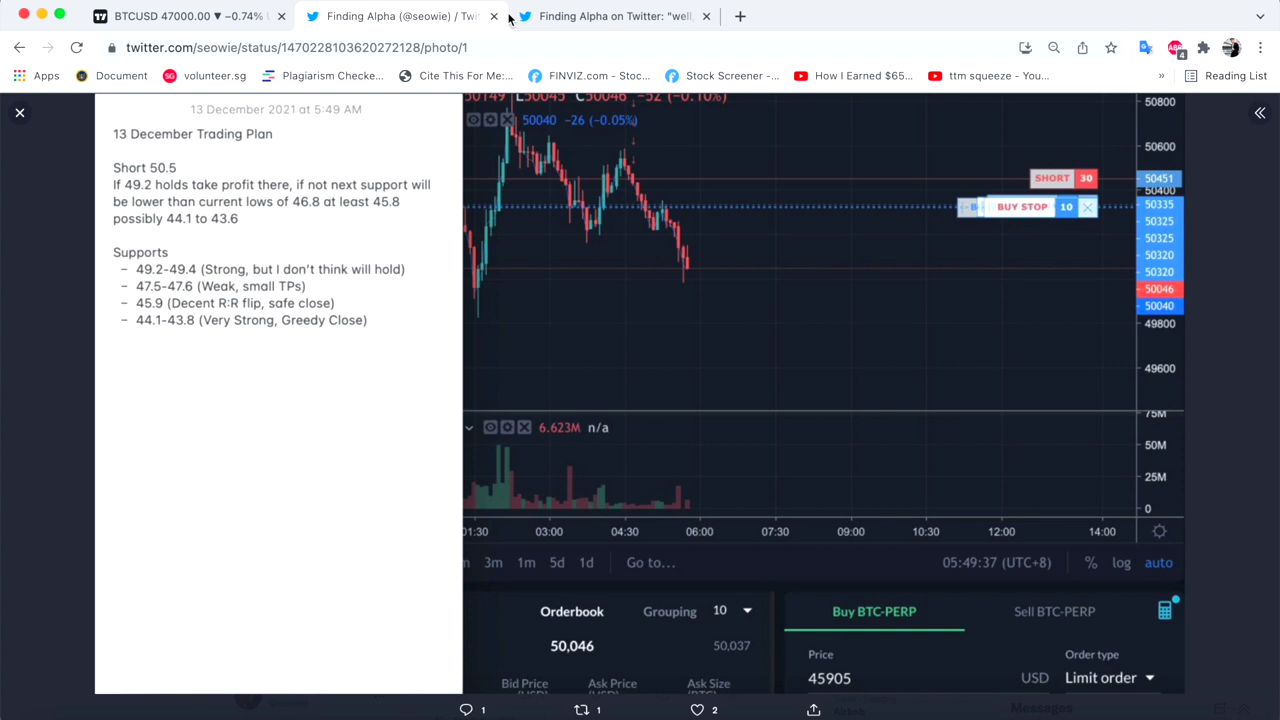 BTCUSD 47000.00 ▼ −0.74%
Finding Alpha (@seowie) / Twi
Finding Alpha on Twitter: "well,
twitter.com/seowie/status/1470228103620272128/photo/1
4
Apps
Document
SG
volunteer.sg
Plagiarism Checke...
Cite This For Me:...
FINVIZ.com - Stoc...
Stock Screener -...
How I Earned $65...
ttm squeeze - You...
»
Reading List
13 December 2021 at 5:49 AM
13 December Trading Plan
Short 50.5
If 49.2 holds take profit there, if not next support will
be lower than current lows of 46.8 at least 45.8
possibly 44.1 to 43.6
Supports
– 49.2-49.4 (Strong, but I don't think will hold)
– 47.5-47.6 (Weak, small TPs)
– 45.9 (Decent R:R flip, safe close)
– 44.1-43.8 (Very Strong, Greedy Close)
50149 L50045 C50046 −52 (−0.10%)
50040 −26 (−0.05%)
50800
50600
SHORT 30
50451
50400
BUY STOP 10
50335
50325
50325
50320
50320
50046
50040
49800
49600
6.623M n/a
75M
50M
25M
0
01:30 03:00 04:30 06:00 07:30 09:00 10:30 12:00 14:00
3m 1m 5d 1d Go to...
05:49:37 (UTC+8) % log auto
Orderbook Grouping 10
50,046 50,037
Bid Price Ask Price Ask Size
Buy BTC-PERP Sell BTC-PERP
Price Order type
45905 USD Limit order
1 1 2
Messages